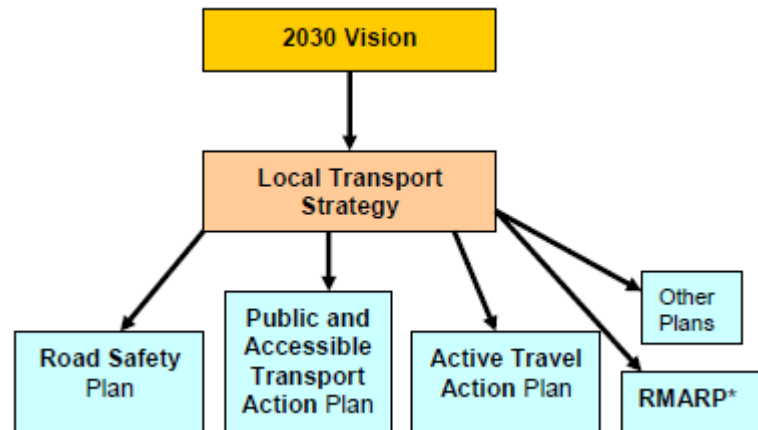 2030 Vision
Local Transport
Strategy
Other
Plans
Public and
Accessible
Transport
Action Plan
Road Safety
Plan
Active Travel
Action Plan
RMARP*